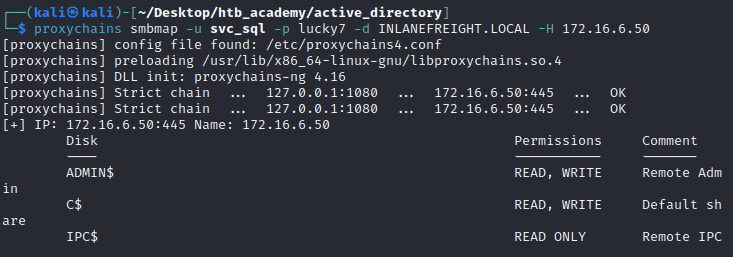 ┌──(kali㉿kali)-[~/Desktop/htb_academy/active_directory]
└─$ proxychains smbmap -u svc_sql -p lucky7 -d INLANEFREIGHT.LOCAL -H 172.16.6.50
[proxychains] config file found: /etc/proxychains4.conf
[proxychains] preloading /usr/lib/x86_64-linux-gnu/libproxychains.so.4
[proxychains] DLL init: proxychains-ng 4.16
[proxychains] Strict chain  ...  127.0.0.1:1080  ...  172.16.6.50:445  ...  OK
[proxychains] Strict chain  ...  127.0.0.1:1080  ...  172.16.6.50:445  ...  OK
[+] IP: 172.16.6.50:445 Name: 172.16.6.50
Disk Permissions Comment
---- ----------- -------
ADMIN$ READ, WRITE Remote Adm
in
C$ READ, WRITE Default sh
are
IPC$ READ ONLY Remote IPC